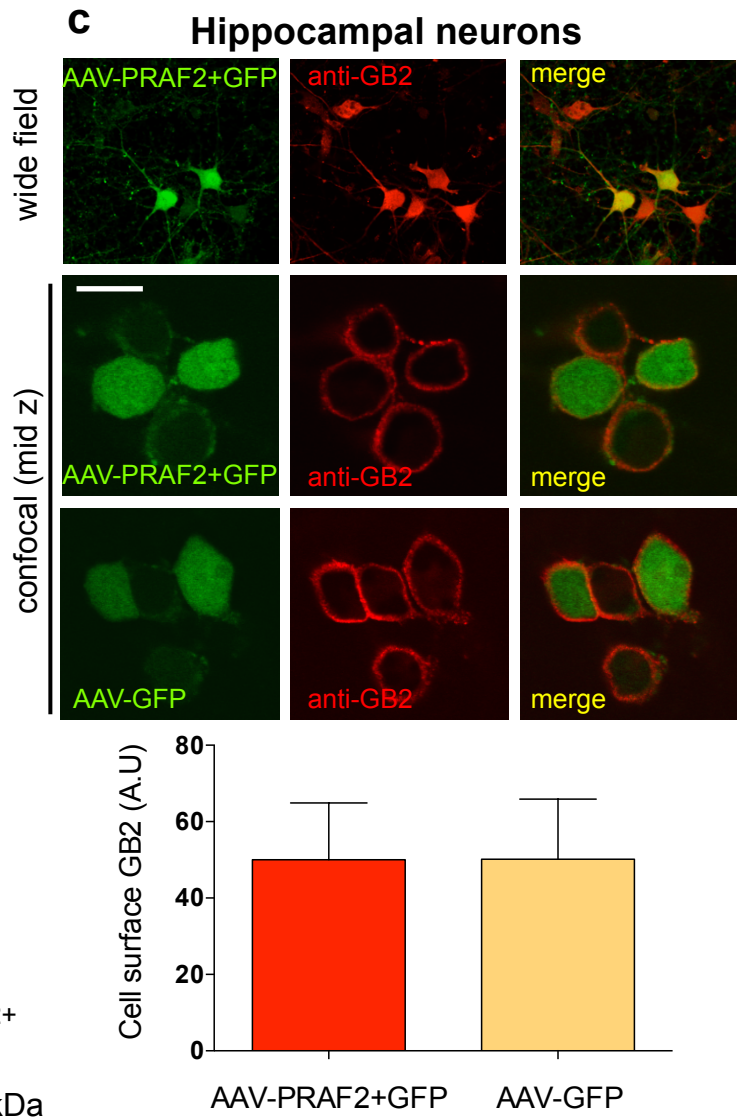 c
Hippocampal neurons
wide field
AAV-PRAF2+GFP
anti-GB2
merge
confocal (mid z)
AAV-PRAF2+GFP
anti-GB2
merge
AAV-GFP
anti-GB2
merge
Cell surface GB2 (A.U)
80
60
40
20
0
AAV-PRAF2+GFP
AAV-GFP
+
kDa